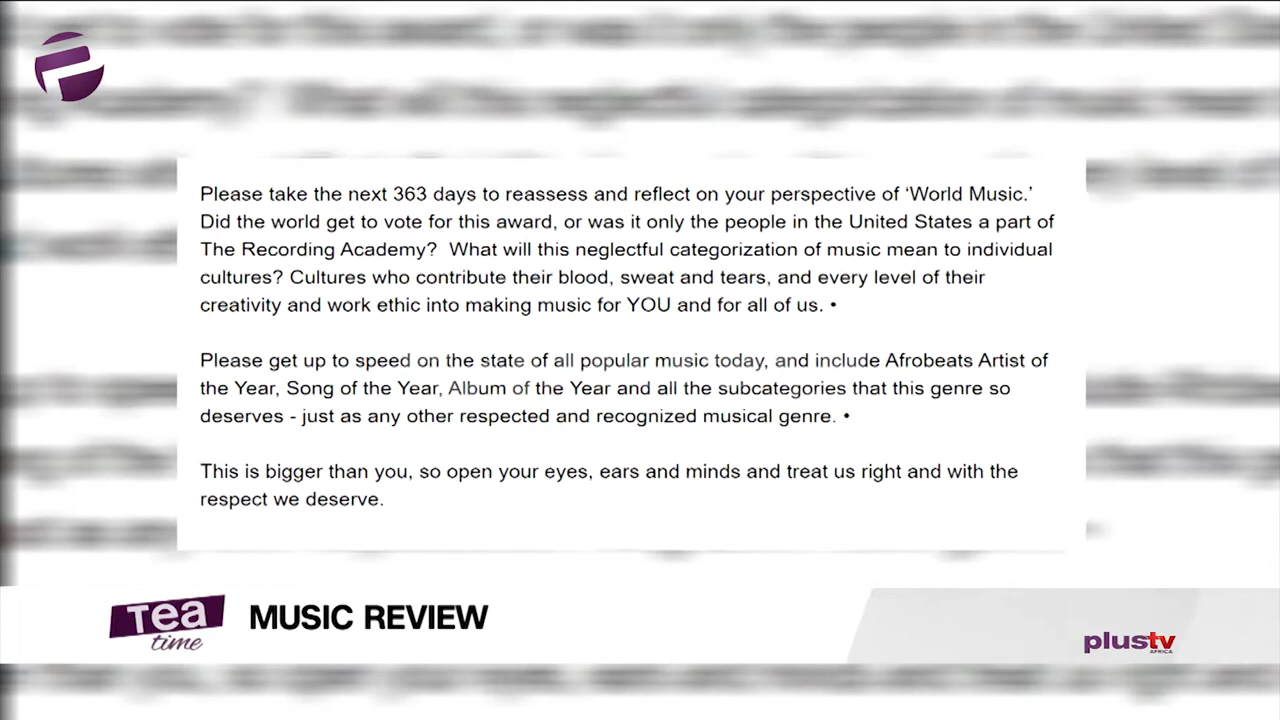 Please take the next 363 days to reassess and reflect on your perspective of ‘World Music.’
Did the world get to vote for this award, or was it only the people in the United States a part of
The Recording Academy?  What will this neglectful categorization of music mean to individual
cultures? Cultures who contribute their blood, sweat and tears, and every level of their
creativity and work ethic into making music for YOU and for all of us. •
Please get up to speed on the state of all popular music today, and include Afrobeats Artist of
the Year, Song of the Year, Album of the Year and all the subcategories that this genre so
deserves - just as any other respected and recognized musical genre. •
This is bigger than you, so open your eyes, ears and minds and treat us right and with the
respect we deserve.
Tea
time
MUSIC REVIEW
plustv
AFRICA